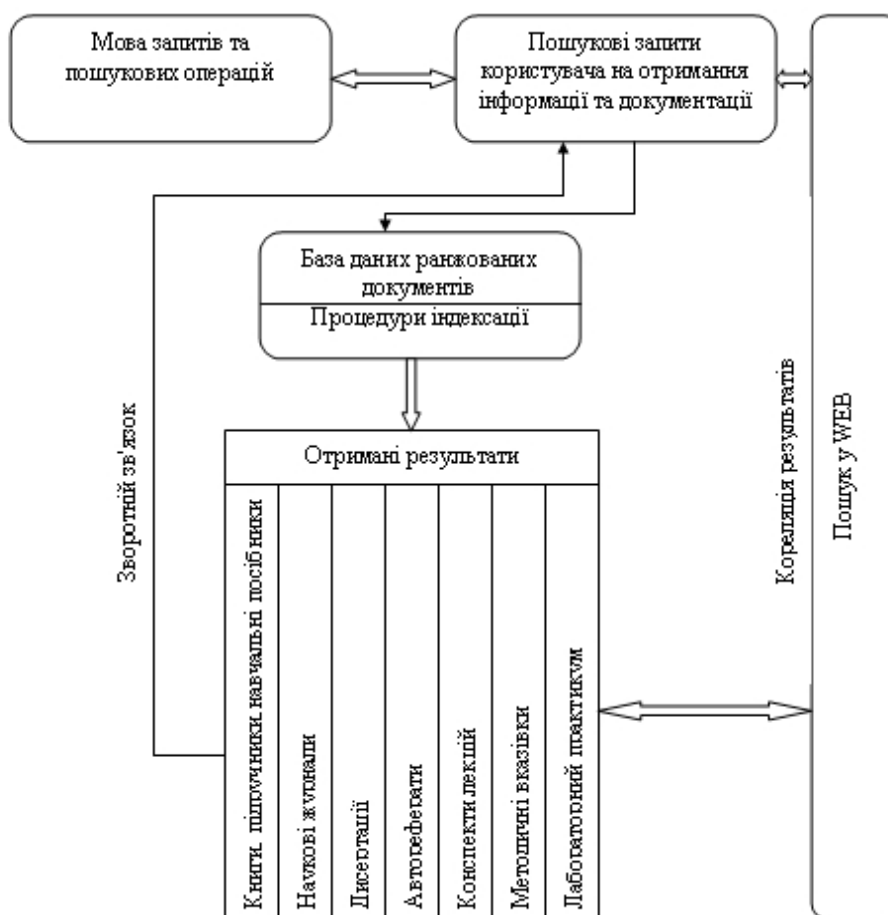 Мова запитів та
пошукових операцій
Пошукові запити
користувача на отримання
інформації та документації
База даних ранжованих
документів
Процедури індексації
Отримані результати
Книги, підручники, навчальні посібники
Наукові журнали
Дисертації
Автореферати
Конспекти лекцій
Методичні вказівки
Лабораторний практикум
Зворотній зв'язок
Кореляція результатів
Пошук у WEB